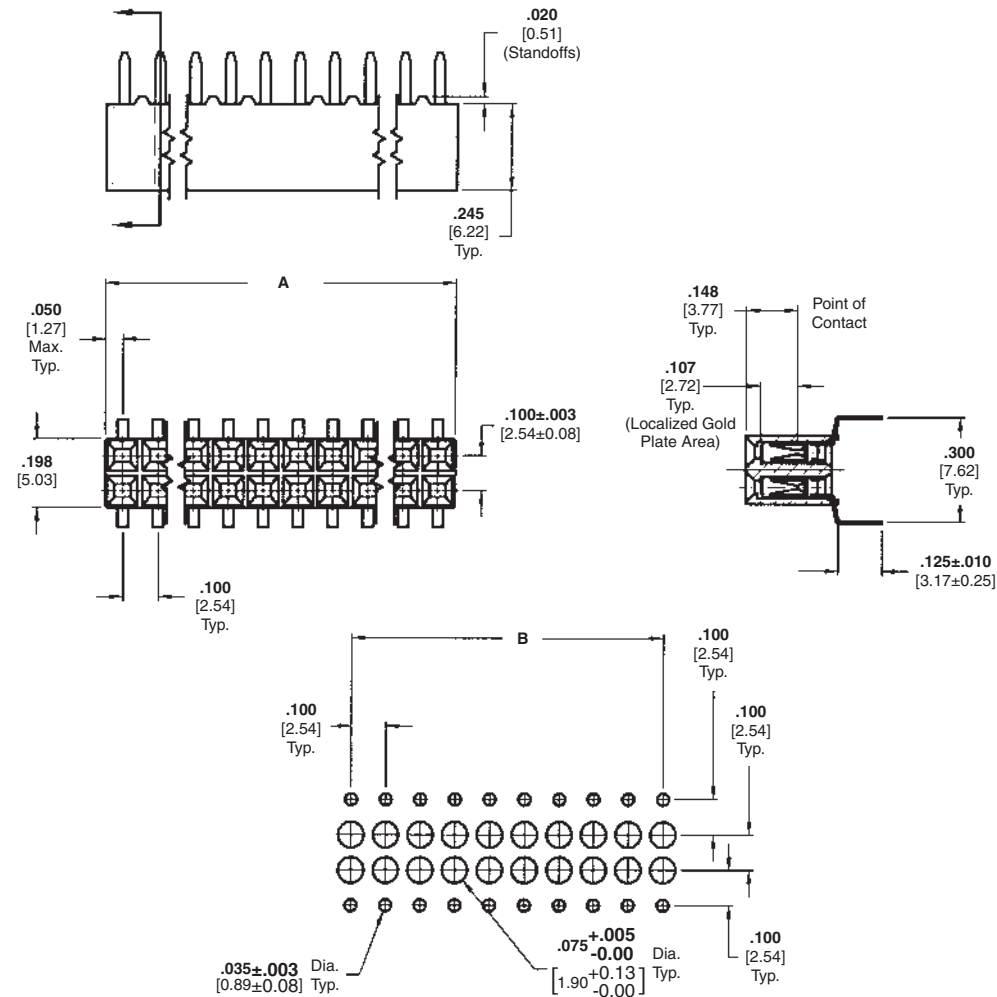 .020
[0.51]
(Standoffs)
.245
[6.22]
Typ.
A
.050
[1.27]
Max.
Typ.
.148
[3.77]
Typ.
Point of
Contact
.107
[2.72]
Typ.
(Localized Gold
Plate Area)
.100±.003
[2.54±0.08]
.198
[5.03]
.300
[7.62]
Typ.
.125±.010
[3.17±0.25]
.100
[2.54]
Typ.
B
.100
[2.54]
Typ.
.100
[2.54]
Typ.
.100
[2.54]
Typ.
.100
[2.54]
Typ.
.035±.003 Dia.
[0.89±0.08] Typ.
.075 +.005 -0.00 Dia.
[1.90 +0.13 -0.00] Typ.